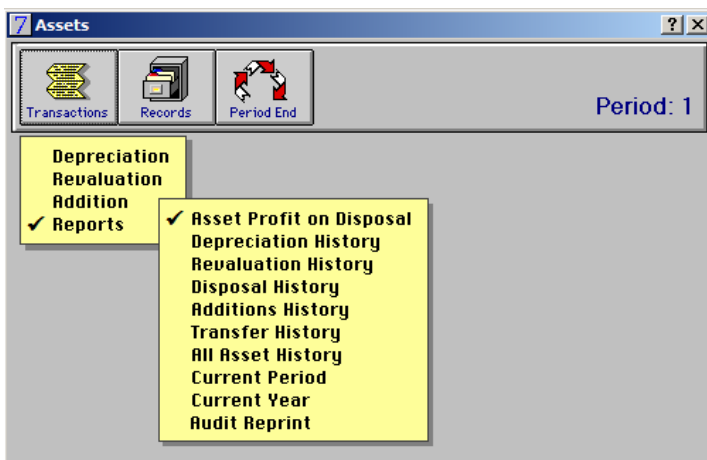 7 Assets
Transactions
Records
Period End
Period: 1
Depreciation
Revaluation
Addition
Reports
Asset Profit on Disposal
Depreciation History
Revaluation History
Disposal History
Additions History
Transfer History
All Asset History
Current Period
Current Year
Audit Reprint